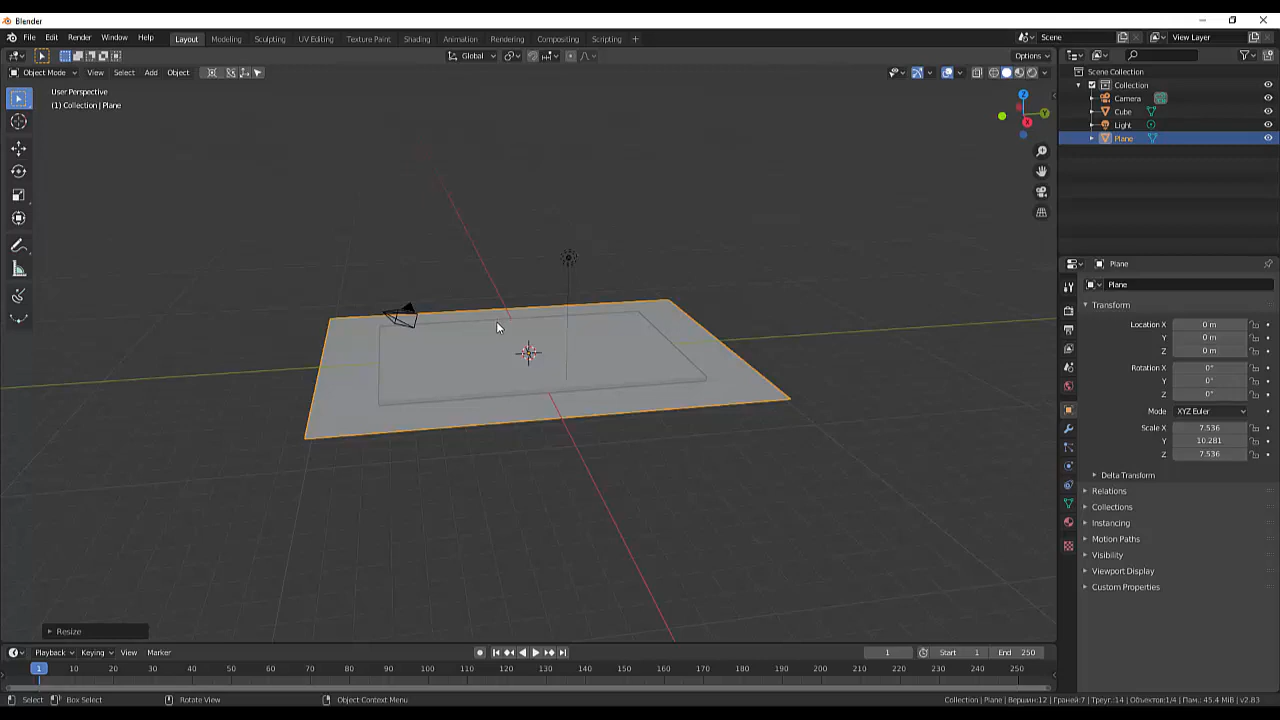 Blender
File Edit Render Window Help
Layout Modeling Sculpting UV Editing Texture Paint Shading Animation Rendering Compositing Scripting +
Scene View Layer
Global Options
Object Mode View Select Add Object
User Perspective
(1) Collection | Plane
Scene Collection
Collection
Camera
Cube
Light
Plane
Z
Y
X
Plane
Plane
Transform
Location X 0 m
Y 0 m
Z 0 m
Rotation X 0°
Y 0°
Z 0°
Mode XYZ Euler
Scale X 7.536
Y 10.281
Z 7.536
Delta Transform
Relations
Collections
Instancing
Motion Paths
Visibility
Viewport Display
Custom Properties
Resize
Playback Keying View Marker 1 Start 1 End 250
1 10 20 30 40 50 60 70 80 90 100 110 120 130 140 150 160 170 180 190 200 210 220 230 240 250
Select Box Select Rotate View Object Context Menu Collection | Plane | Вершин:12 | Граней:7 | Треуг.:14 | Объектов:1/4 | Пам.: 45.4 MiB | v2.83